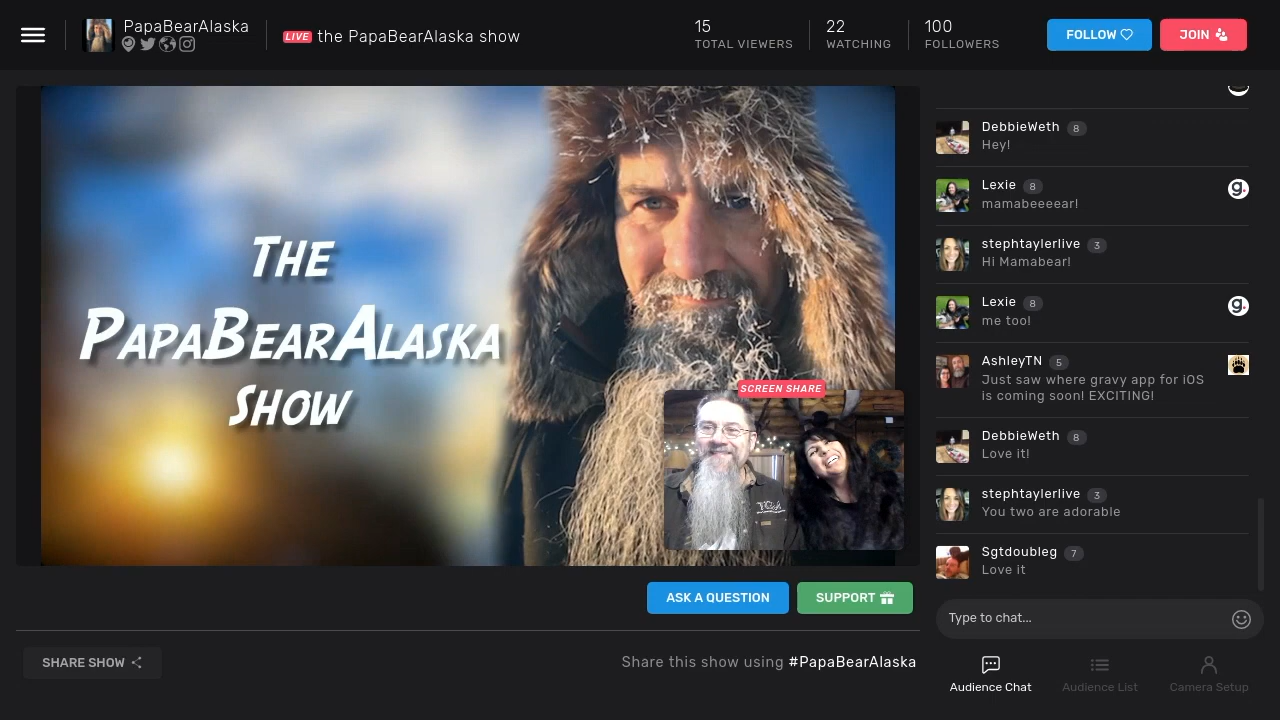 PapaBearAlaska
LIVE the PapaBearAlaska show
15
TOTAL VIEWERS
22
WATCHING
100
FOLLOWERS
FOLLOW
JOIN
THE
PAPABEARALASKA
SHOW
SCREEN SHARE
ASK A QUESTION
SUPPORT
SHARE SHOW
Share this show using #PapaBearAlaska
DebbieWeth 8
Hey!
Lexie 8
mamabeeeear!
g.
stephtaylerlive 3
Hi Mamabear!
Lexie 8
me too!
g.
AshleyTN 5
Just saw where gravy app for iOS
is coming soon! EXCITING!
DebbieWeth 8
Love it!
stephtaylerlive 3
You two are adorable
Sgtdoubleg 7
Love it
Type to chat...
Audience Chat
Audience List
Camera Setup